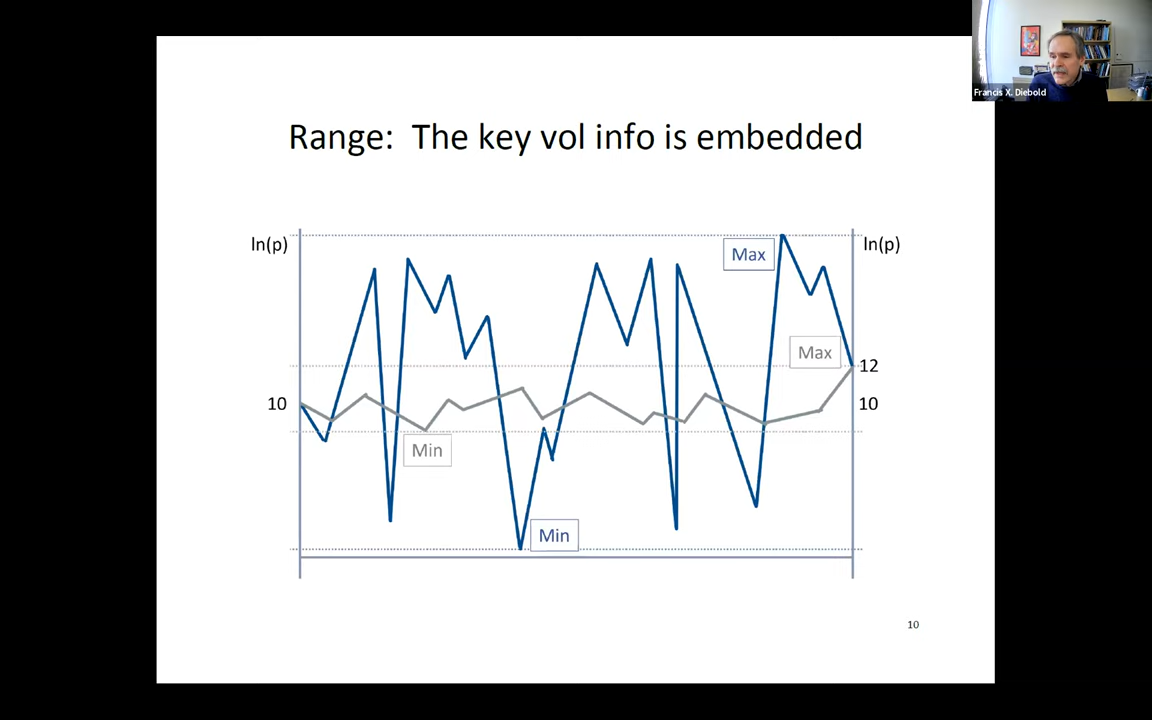 Francis X. Diebold
Range: The key vol info is embedded
ln(p)
Max
ln(p)
Max
12
10
10
Min
Min
10